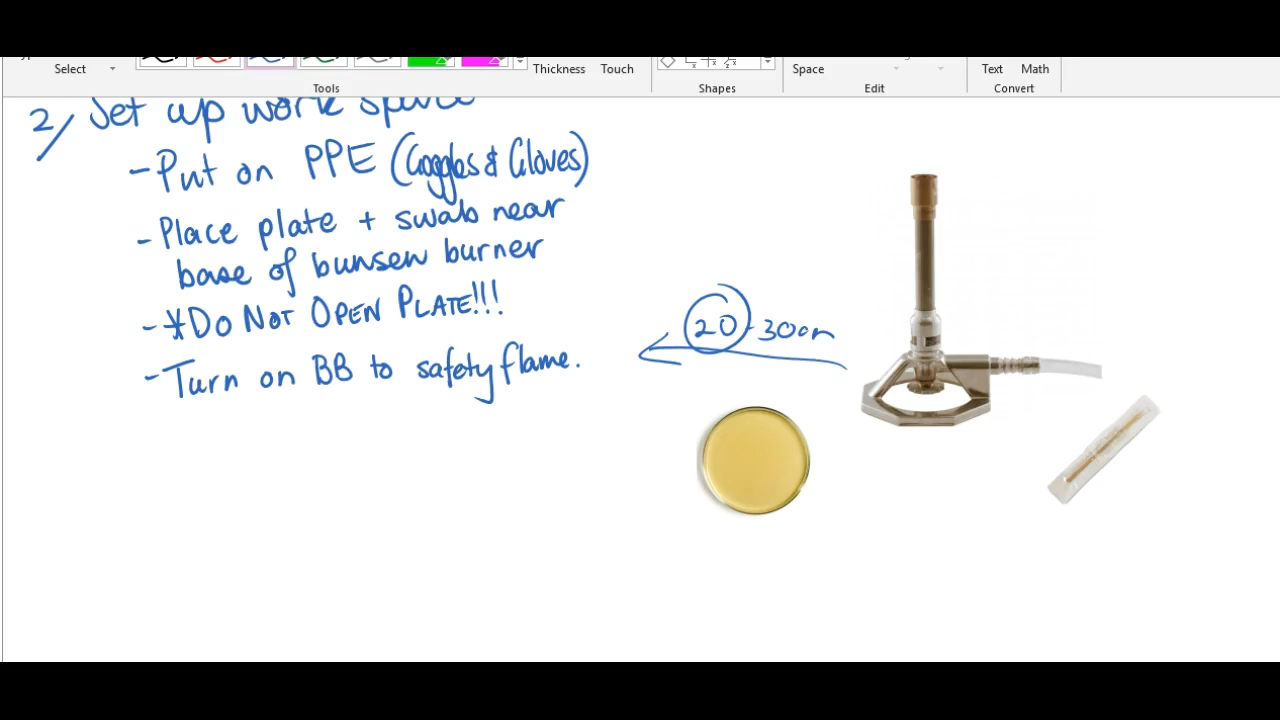 Select
Thickness Touch
Space
Text Math
Tools
Shapes
Edit
Convert
2/ Set up work space
- Put on PPE (Goggles & Gloves)
- Place plate + swab near
base of bunsen burner
- *DO NOT OPEN PLATE!!!
- Turn on BB to safety flame.
20-30cm